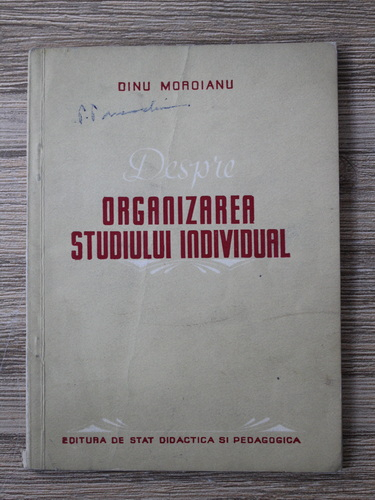 DINU MOROIANU
Despre
ORGANIZAREA
STUDIULUI INDIVIDUAL
EDITURA DE STAT DIDACTICA SI PEDAGOGICA